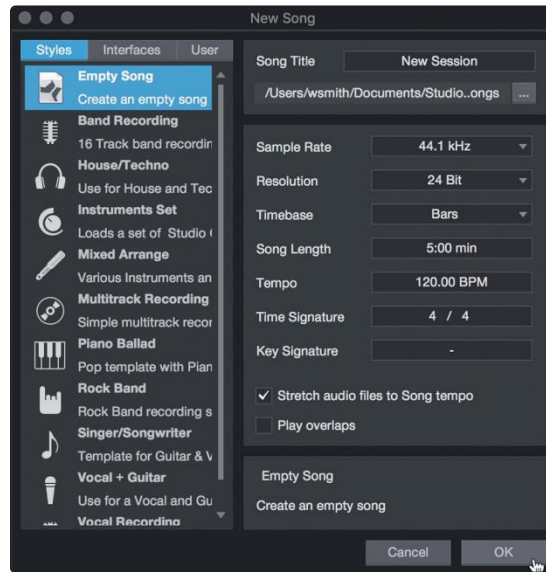 New Song
Styles Interfaces User
Empty Song
Create an empty song
Band Recording
16 Track band recordin
House/Techno
Use for House and Tec
Instruments Set
Loads a set of Studio
Mixed Arrange
Various Instruments an
Multitrack Recording
Simple multitrack recor
Piano Ballad
Pop template with Pian
Rock Band
Rock Band recording s
Singer/Songwriter
Template for Guitar & V
Vocal + Guitar
Use for a Vocal and Gu
Vocal Recording
Song Title New Session
/Users/wsmith/Documents/Studio..ongs ...
Sample Rate 44.1 kHz
Resolution 24 Bit
Timebase Bars
Song Length 5:00 min
Tempo 120.00 BPM
Time Signature 4 / 4
Key Signature -
Stretch audio files to Song tempo
Play overlaps
Empty Song
Create an empty song
Cancel OK